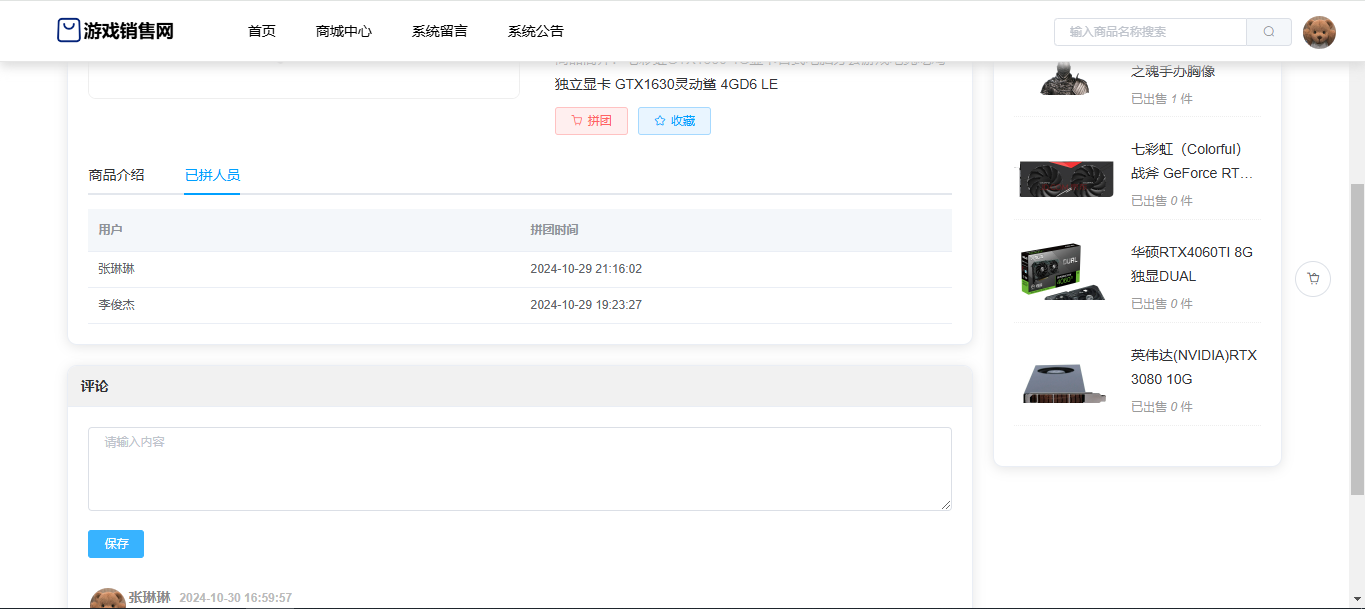 游戏销售网
首页
商城中心
系统留言
系统公告
输入商品名称搜索
独立显卡 GTX1630灵动鲨 4GD6 LE
拼团
收藏
商品介绍
已拼人员
用户
拼团时间
张琳琳
2024-10-29 21:16:02
李俊杰
2024-10-29 19:23:27
评论
请输入内容
保存
张琳琳
2024-10-30 16:59:57
之魂手办胸像
已出售 1 件
七彩虹（Colorful）
战斧 GeForce RT…
已出售 0 件
华硕RTX4060TI 8G
独显DUAL
已出售 0 件
英伟达(NVIDIA)RTX
3080 10G
已出售 0 件